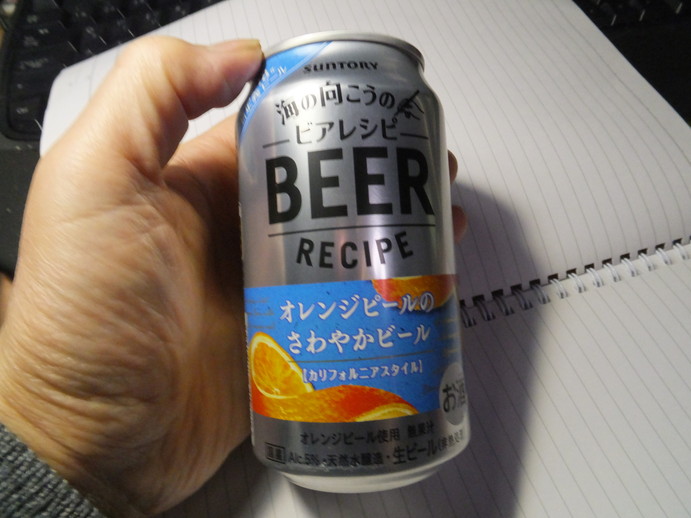 SUNTORY
海の向こうの
ビアレシピ
BEER
RECIPE
オレンジピールの
さわやかビール
【カリフォルニアスタイル】
お酒
オレンジピール使用 無果汁
国産 Alc.5%・天然水醸造・生ビール